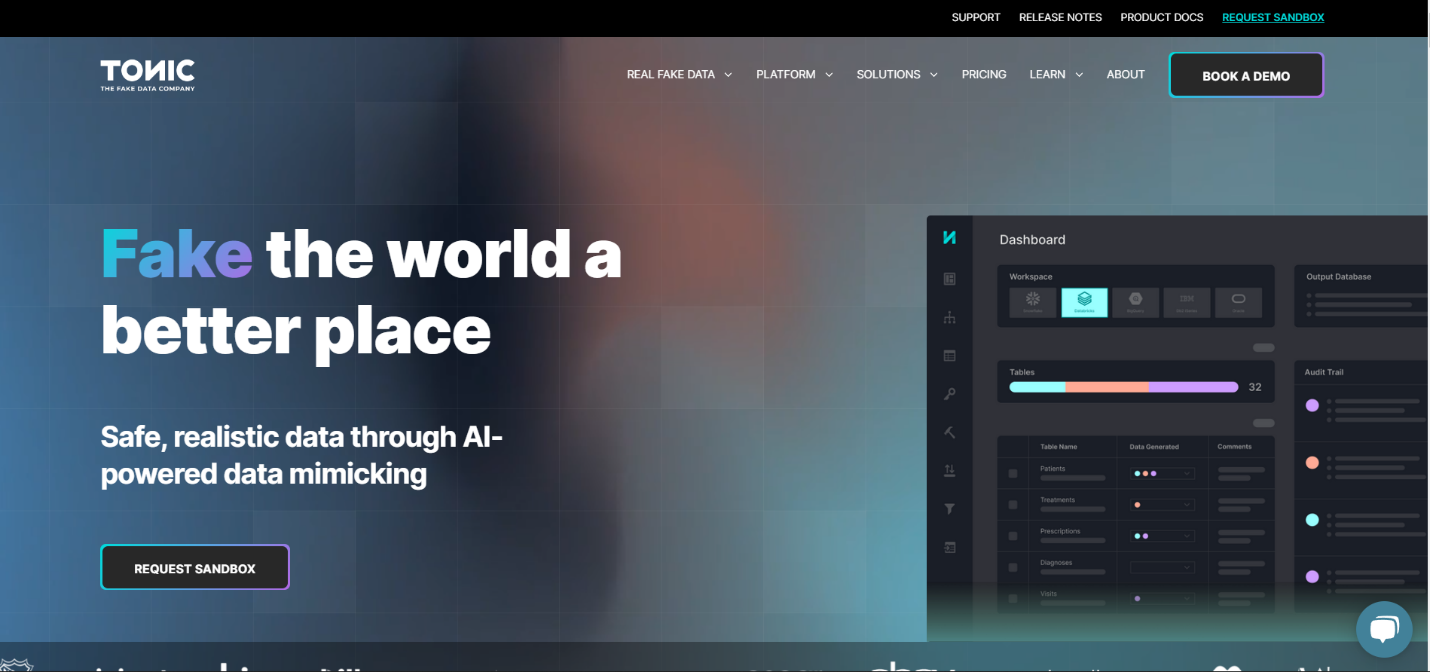 SUPPORT RELEASE NOTES PRODUCT DOCS REQUEST SANDBOX
TONIC
THE FAKE DATA COMPANY
REAL FAKE DATA PLATFORM SOLUTIONS PRICING LEARN ABOUT BOOK A DEMO
Fake the world a
better place
Safe, realistic data through AI-
powered data mimicking
REQUEST SANDBOX
Dashboard
Workspace
IBM
Output Database
Tables
32
Audit Trail
Table Name Data Generated Comments
Patients
Treatments
Prescriptions
Diagnoses
Visits